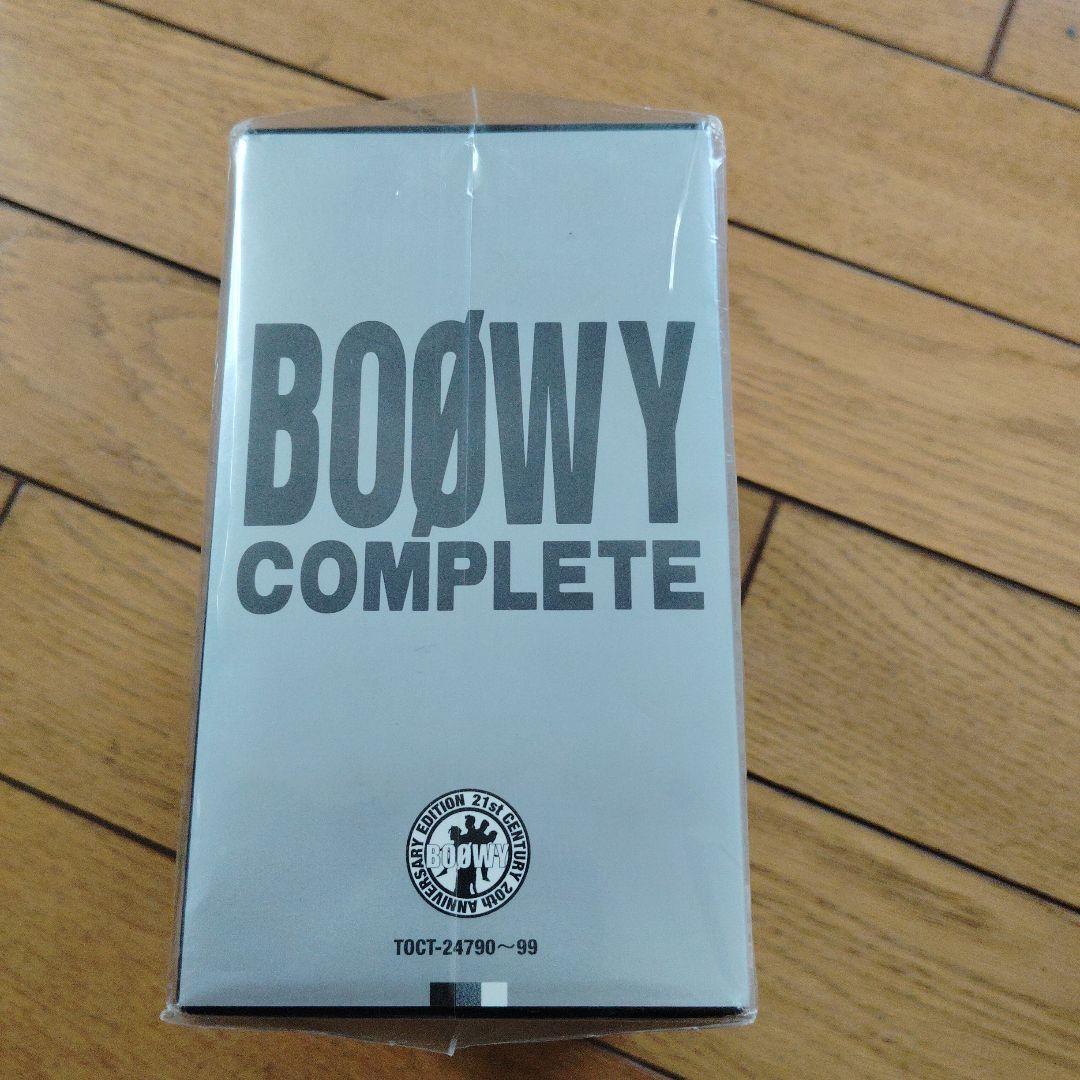 BOØWY
COMPLETE
21st CENTURY 20th ANNIVERSARY EDITION
BOØWY
TOCT-24790～99